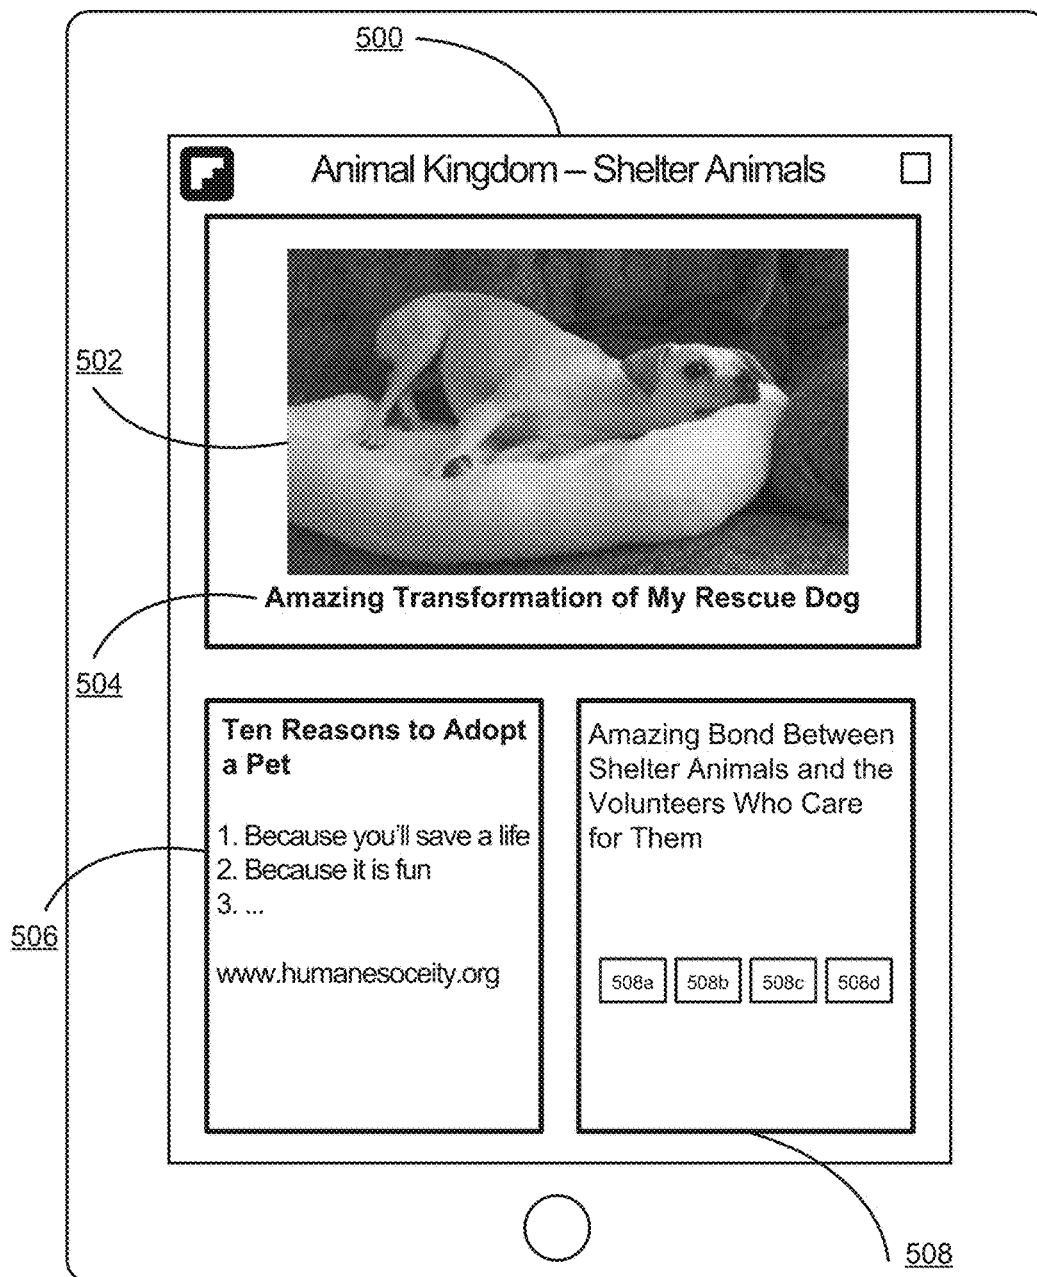 500
Animal Kingdom – Shelter Animals
502
Amazing Transformation of My Rescue Dog
504
Ten Reasons to Adopt
a Pet
1. Because you'll save a life
2. Because it is fun
3. ...
www.humanesoceity.org
506
Amazing Bond Between
Shelter Animals and the
Volunteers Who Care
for Them
508a 508b 508c 508d
508